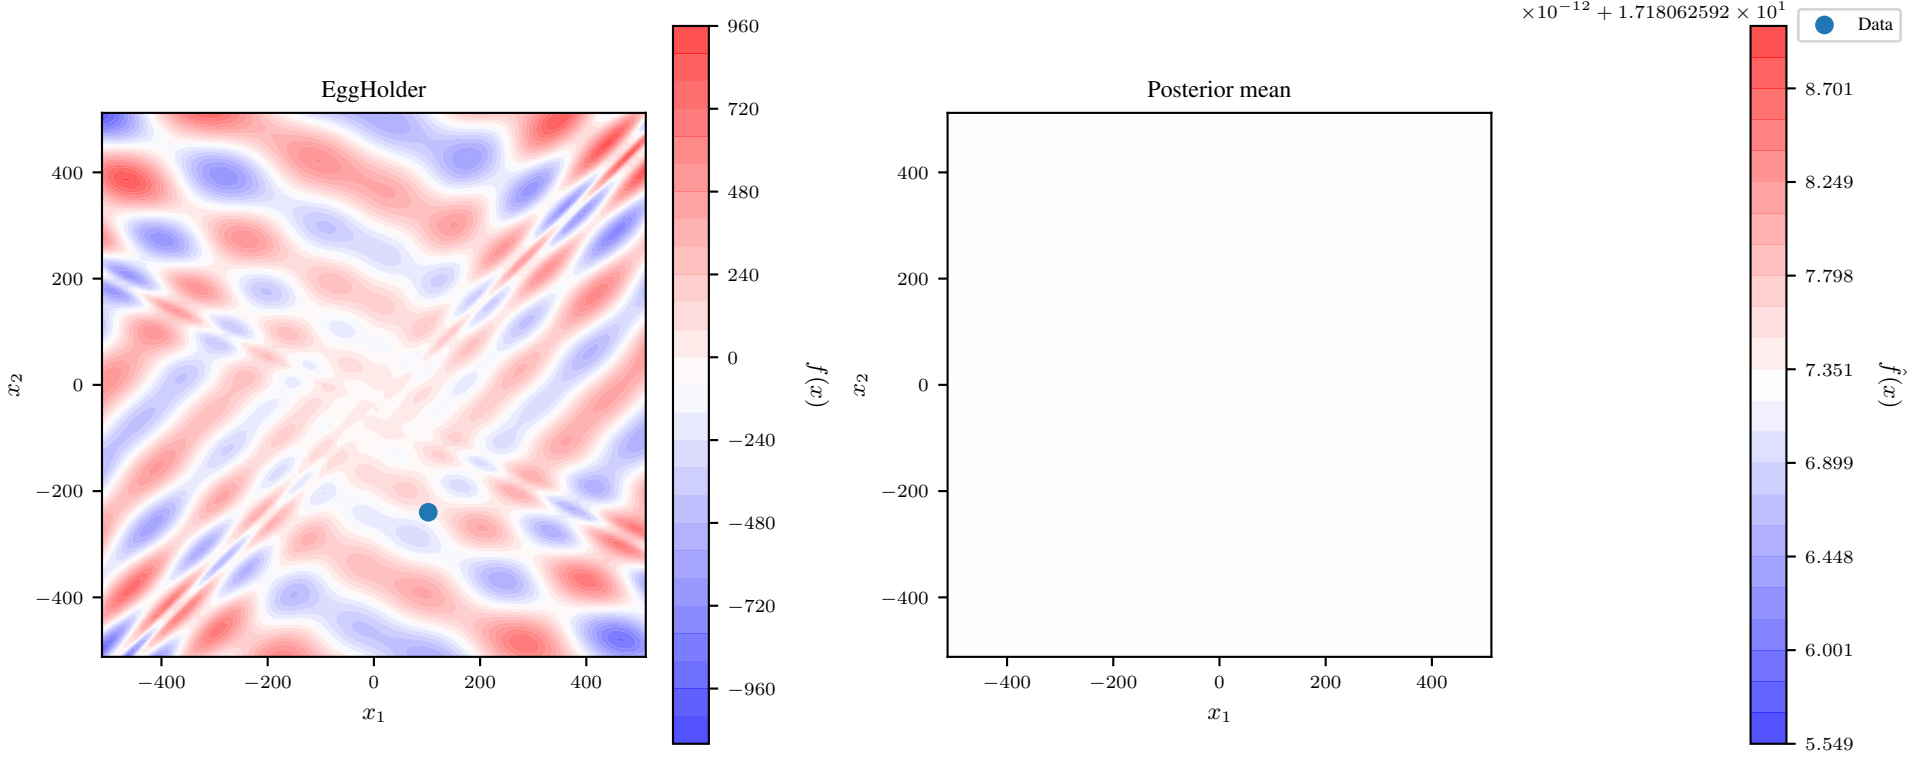 ×10⁻¹² + 1.718062592 × 10¹
Data
EggHolder
Posterior mean
960
720
480
240
0
−240
−480
−720
−960
f(x)
400
200
0
−200
−400
x₂
−400 −200 0 200 400
x₁
400
200
0
−200
−400
x₂
−400 −200 0 200 400
x₁
8.701
8.249
7.798
7.351
6.899
6.448
6.001
5.549
f̂(x)